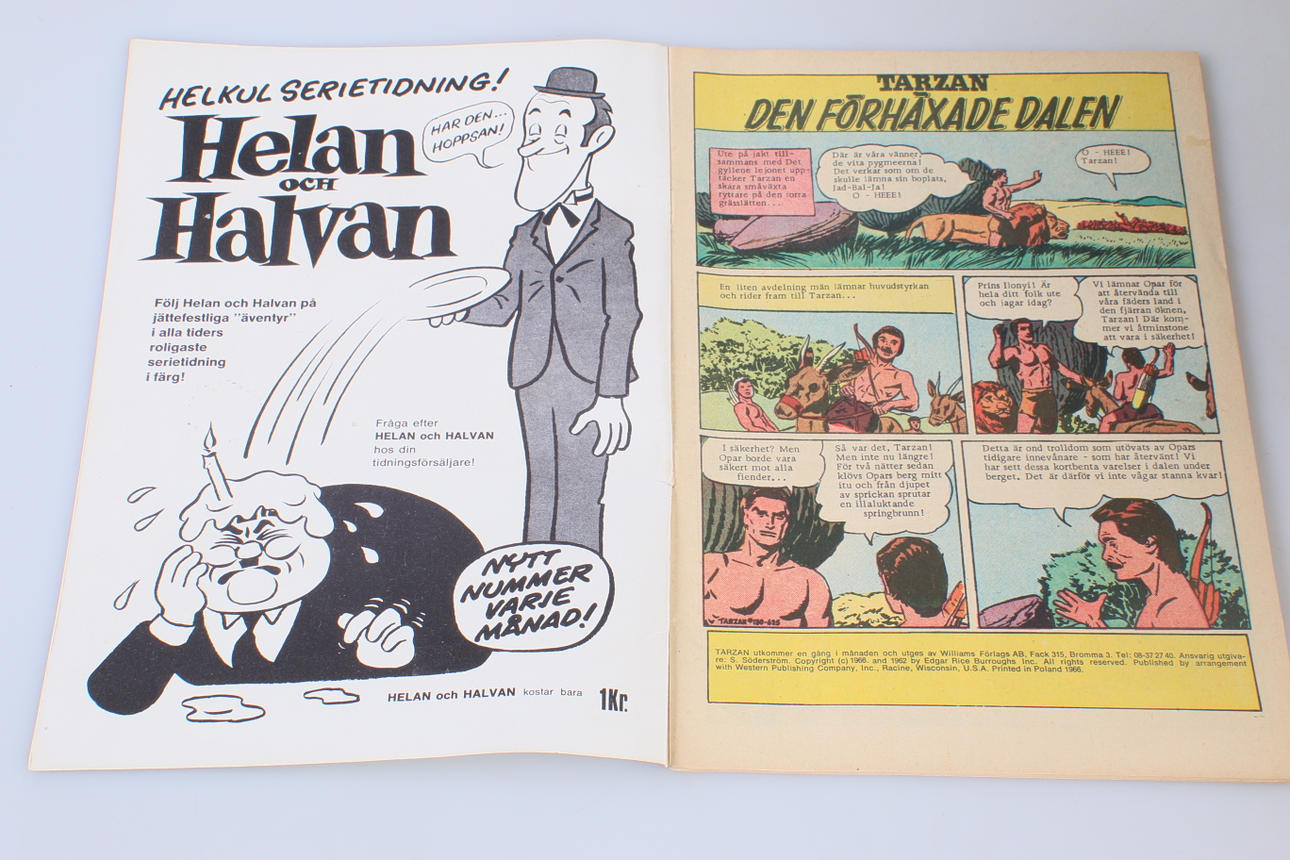 HELKUL SERIETIDNING!
Helan
OCH
Halvan
HAR DEN...
HOPPSAN!
Följ Helan och Halvan på
jättefestliga "äventyr"
i alla tiders
roligaste
serietidning
i färg!
Fråga efter
HELAN och HALVAN
hos din
tidningsförsäljare!
NYTT
NUMMER
VARJE
MÅNAD!
HELAN och HALVAN kostar bara 1Kr.
TARZAN
DEN FÖRHÄXADE DALEN
Ute på jakt till-
sammans med Det
gyllene lejonet upp-
täcker Tarzan en
skara småväxta
ryttare på den torra
grässlätten....
Där är våra vänner,
de vita pygmeerna!
Det verkar som om de
skulle lämna sin boplats,
Jad-Bal-Ja!
O - HEEE!
O - HEEE!
Tarzan!
En liten avdelning män lämnar huvudstyrkan
och rider fram till Tarzan...
Prins Ilonyi! Är
hela ditt folk ute
och jagar idag?
Vi lämnar Opar för
att återvända till
våra fäders land i
den fjärran öknen,
Tarzan! Där kom-
mer vi åtminstone
att vara i säkerhet!
I säkerhet? Men
Opar borde vara
säkert mot alla
fiender...
Så var det, Tarzan!
Men inte nu längre!
För två nätter sedan
klövs Opars berg mitt
itu och från djupet
av sprickan sprutar
en illaluktande
springbrunn!
TARZAN #130-625
Detta är ond trolldom som utövats av Opars
tidigare innevånare - som har återvänt! Vi
har sett dessa kortbenta varelser i dalen under
berget. Det är därför vi inte vågar stanna kvar!
TARZAN utkommer en gång i månaden och utges av Williams Förlags AB, Fack 315, Bromma 3. Tel: 08-37 27 40. Ansvarig utgiva-
re: S. Söderström. Copyright (c) 1966. and 1962 by Edgar Rice Burroughs Inc. All rights reserved. Published by arrangement
with Western Publishing Company, Inc., Racine, Wisconsin, U.S.A. Printed in Poland 1966.